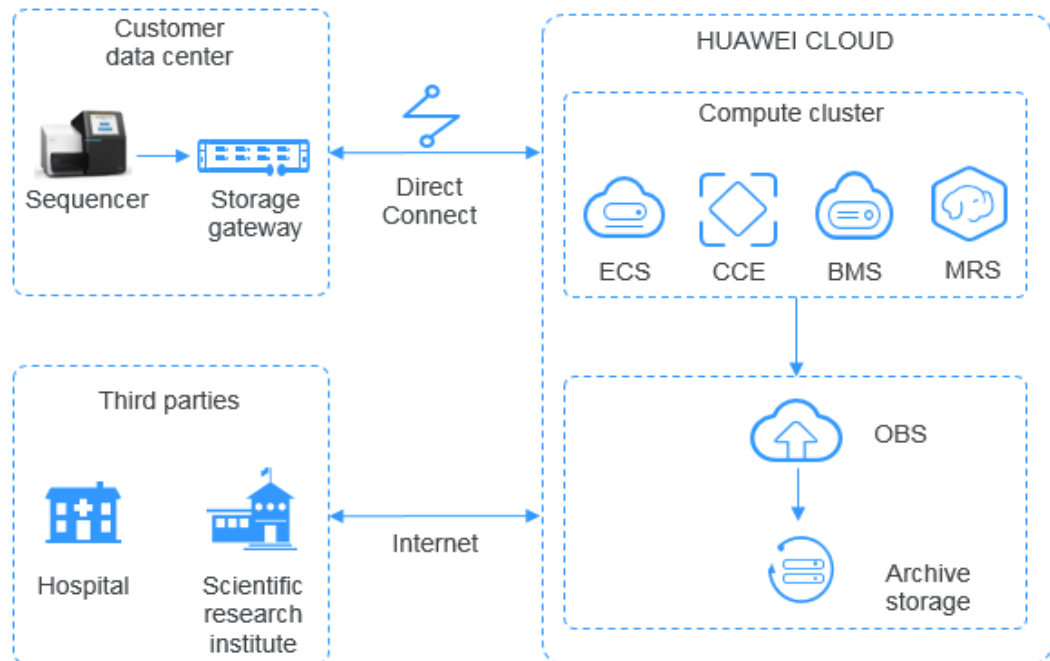 Customer
data center
Sequencer
Storage
gateway
Direct
Connect
HUAWEI CLOUD
Compute cluster
ECS
CCE
BMS
MRS
Third parties
Hospital
Scientific
research
institute
Internet
OBS
Archive
storage